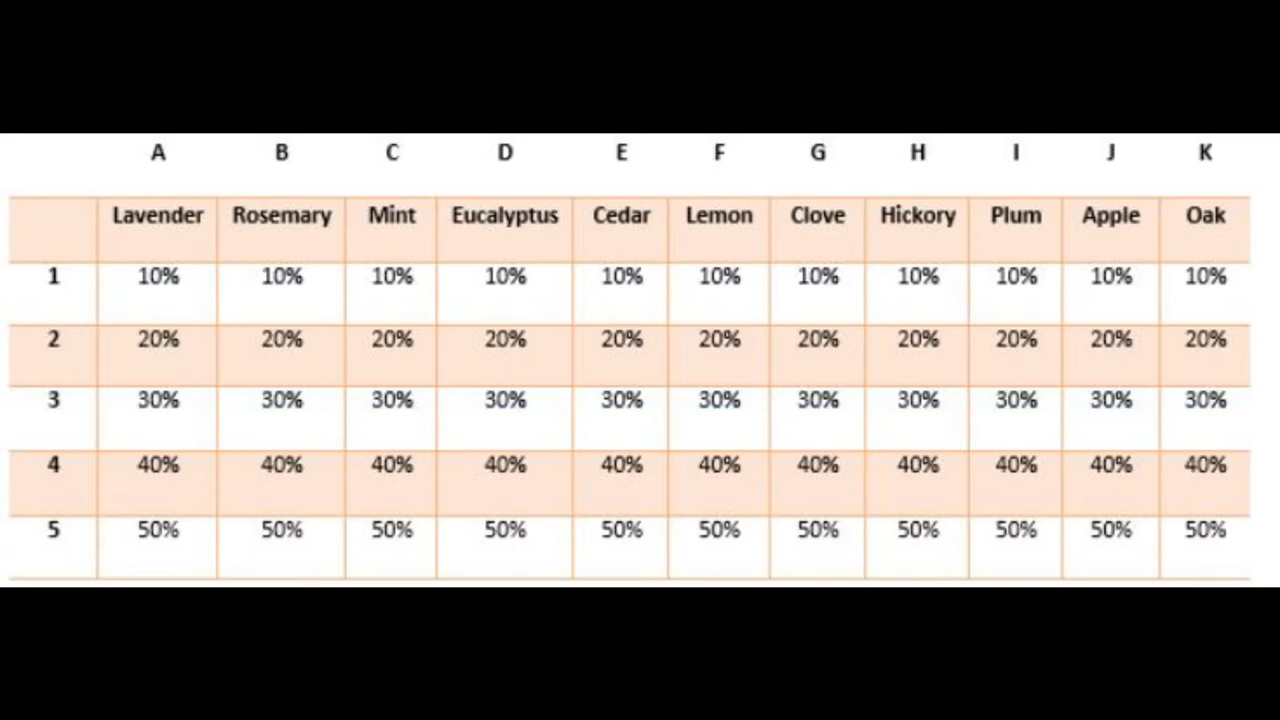 A B C D E F G H I J K
Lavender Rosemary Mint Eucalyptus Cedar Lemon Clove Hickory Plum Apple Oak
1 10% 10% 10% 10% 10% 10% 10% 10% 10% 10% 10%
2 20% 20% 20% 20% 20% 20% 20% 20% 20% 20% 20%
3 30% 30% 30% 30% 30% 30% 30% 30% 30% 30% 30%
4 40% 40% 40% 40% 40% 40% 40% 40% 40% 40% 40%
5 50% 50% 50% 50% 50% 50% 50% 50% 50% 50% 50%